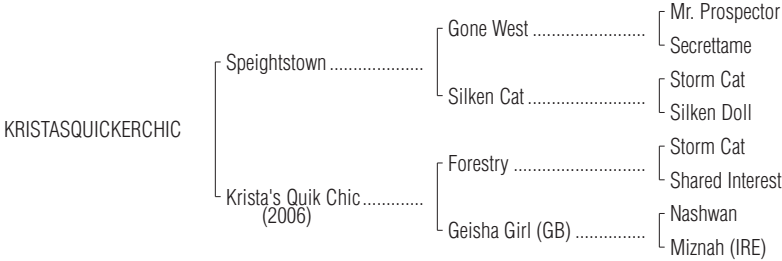 Mr. Prospector
Gone West ........................
Secrettame
Speightstown ....................
Storm Cat
Silken Cat .........................
Silken Doll
KRISTASQUICKERCHIC
Storm Cat
Forestry ............................
Shared Interest
Krista's Quik Chic .............
(2006)
Nashwan
Geisha Girl (GB) ...............
Miznah (IRE)